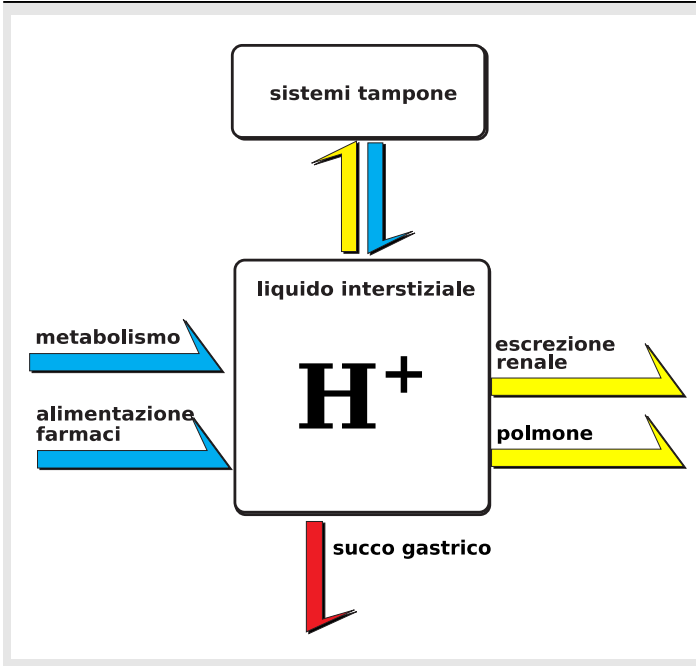 sistemi tampone
liquido interstiziale
H+
metabolismo
alimentazione
farmaci
escrezione
renale
polmone
succo gastrico